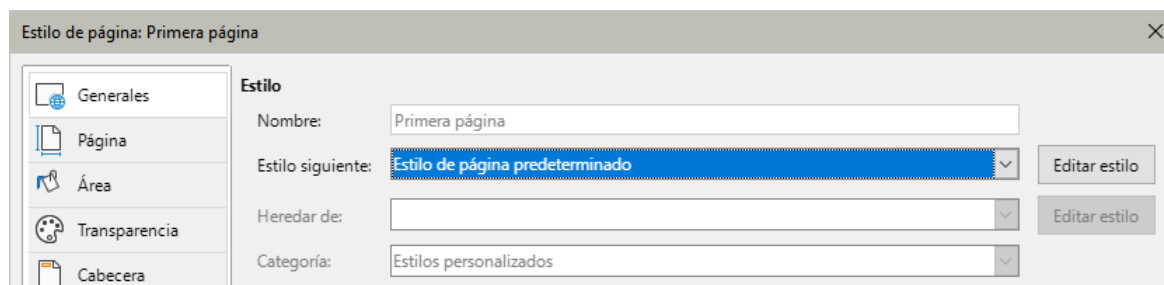 Estilo de página: Primera página
Generales
Página
Área
Transparencia
Cabecera
Estilo
Nombre: Primera página
Estilo siguiente: Estilo de página predeterminado Editar estilo
Heredar de: Editar estilo
Categoría: Estilos personalizados